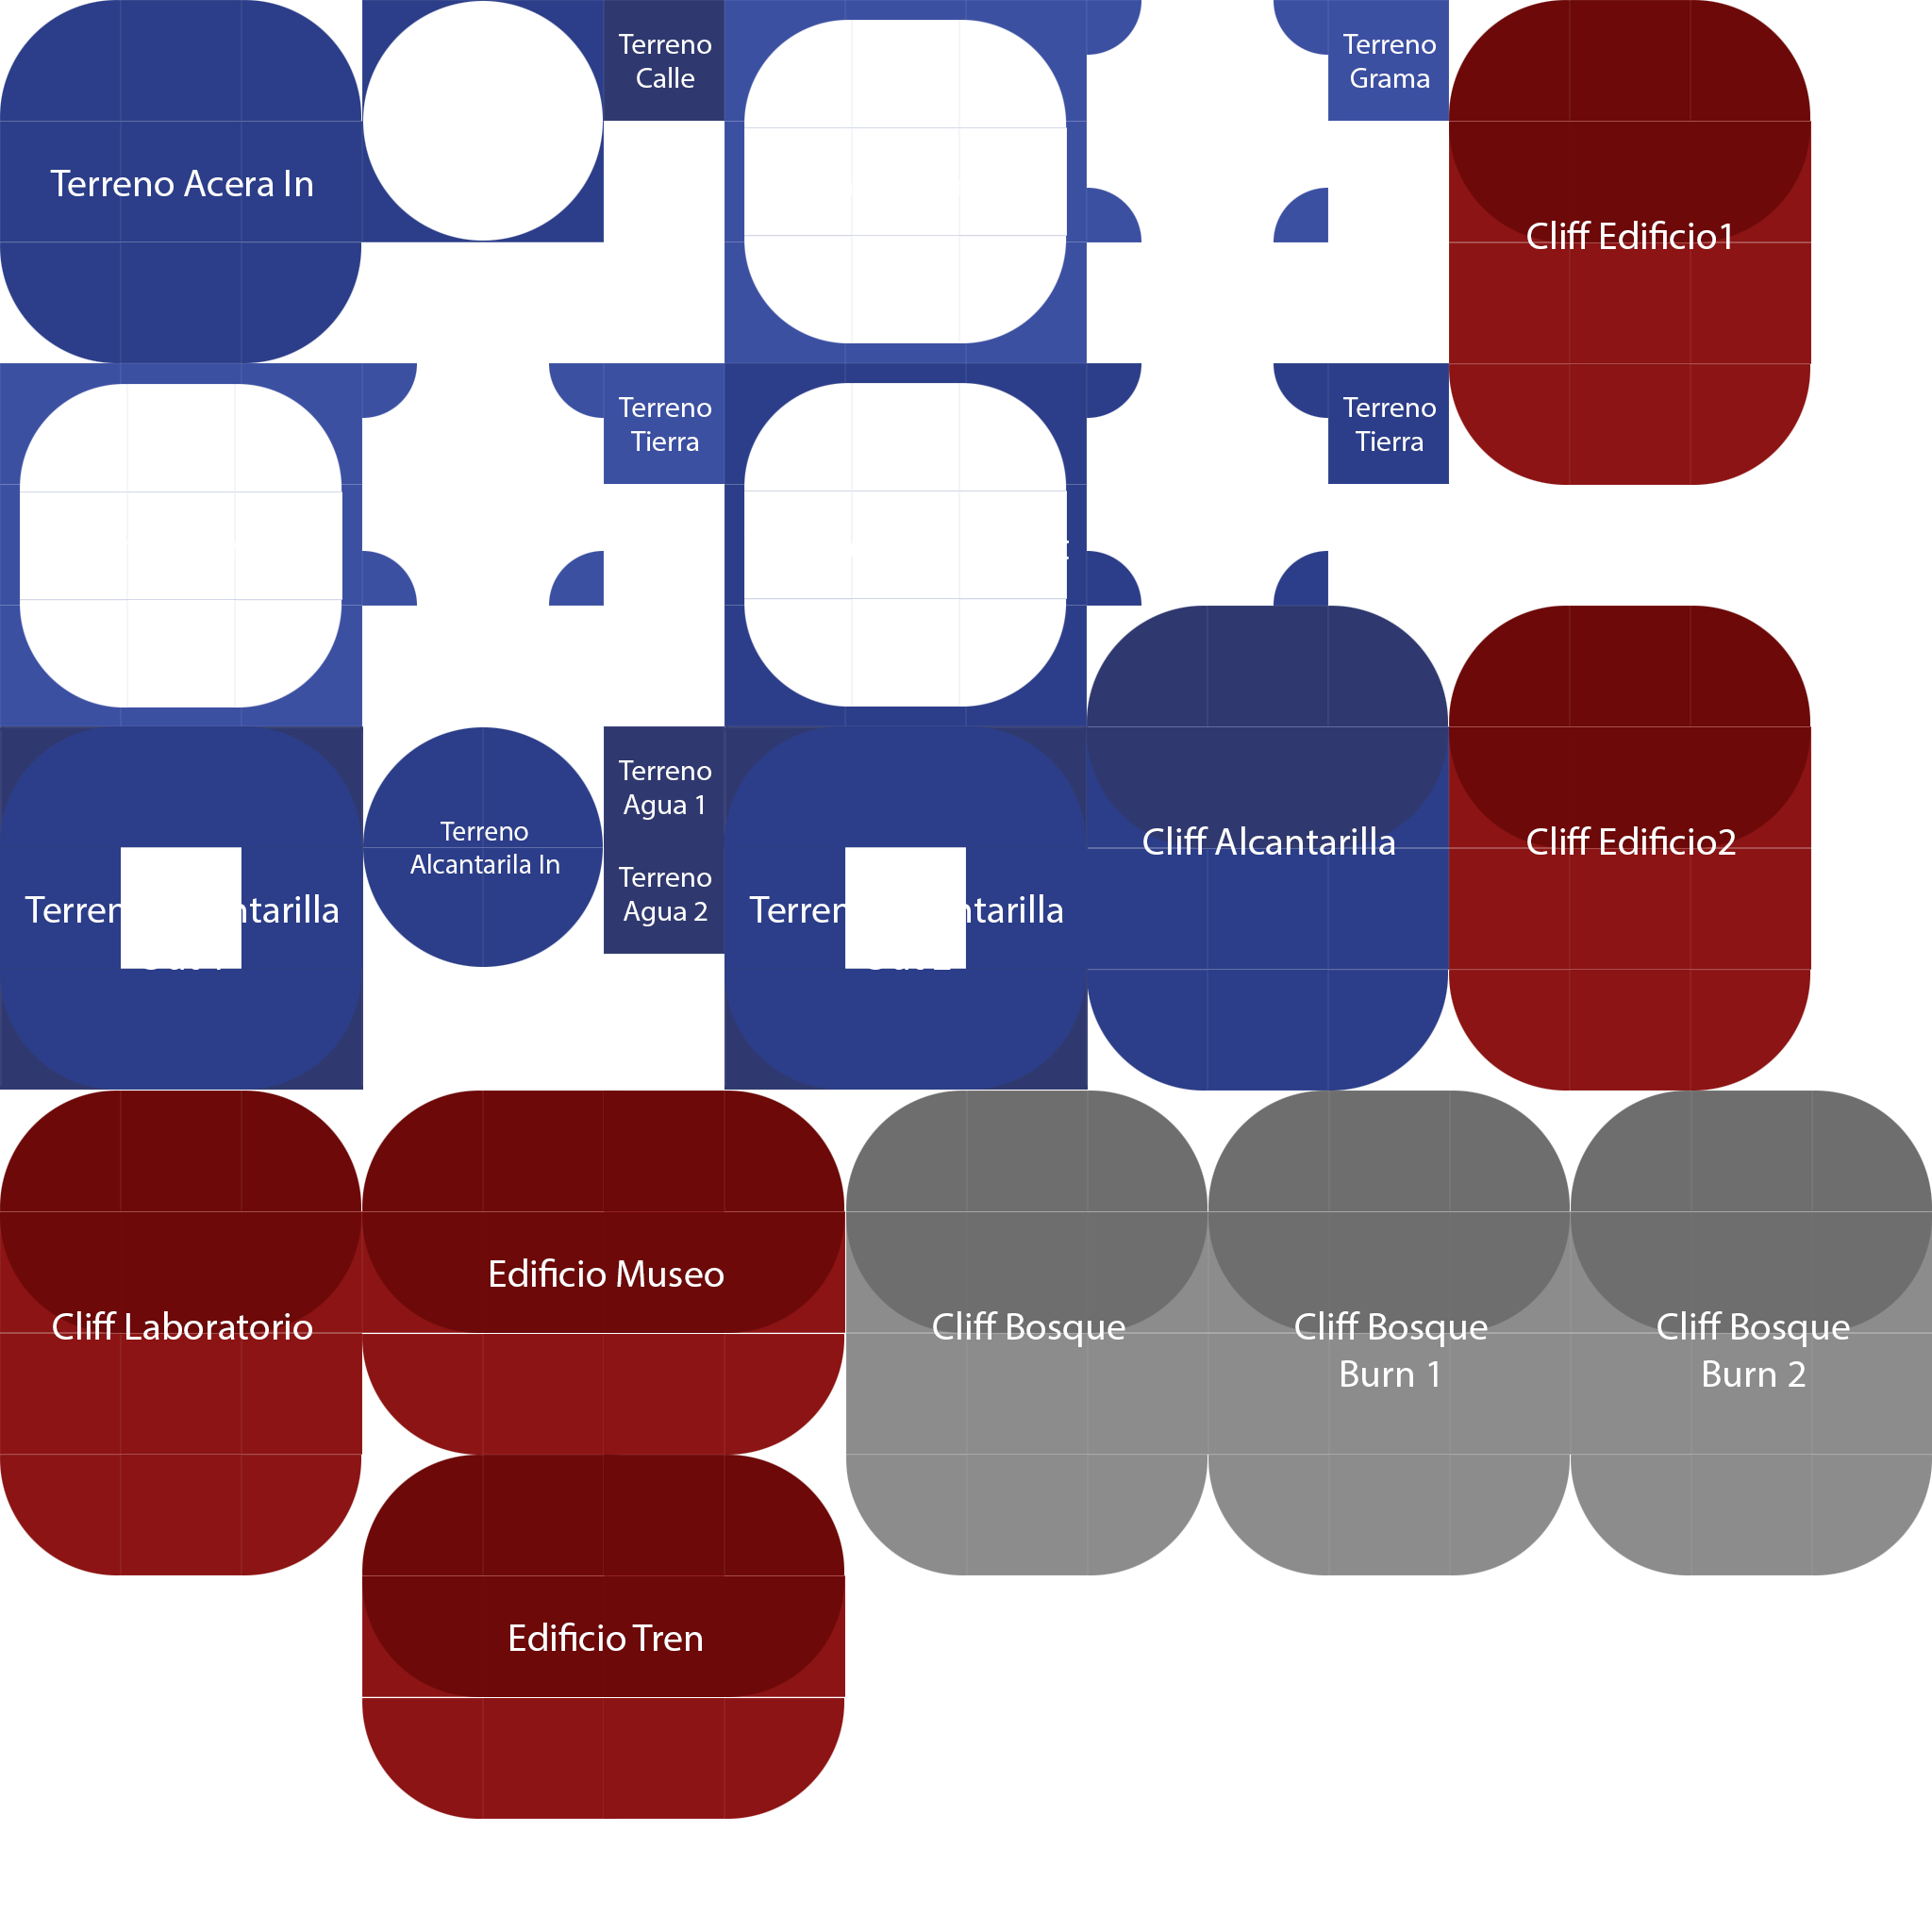 Terreno
Calle
Terreno
Grama
Terreno Acera In
Cliff Edificio1
Terreno
Tierra
Terreno
Tierra
Terreno
Agua 1
Terreno
Alcantarila In
Cliff Alcantarilla
Cliff Edificio2
Terreno
Agua 2
Edificio Museo
Cliff Laboratorio
Cliff Bosque
Cliff Bosque
Burn 1
Cliff Bosque
Burn 2
Edificio Tren